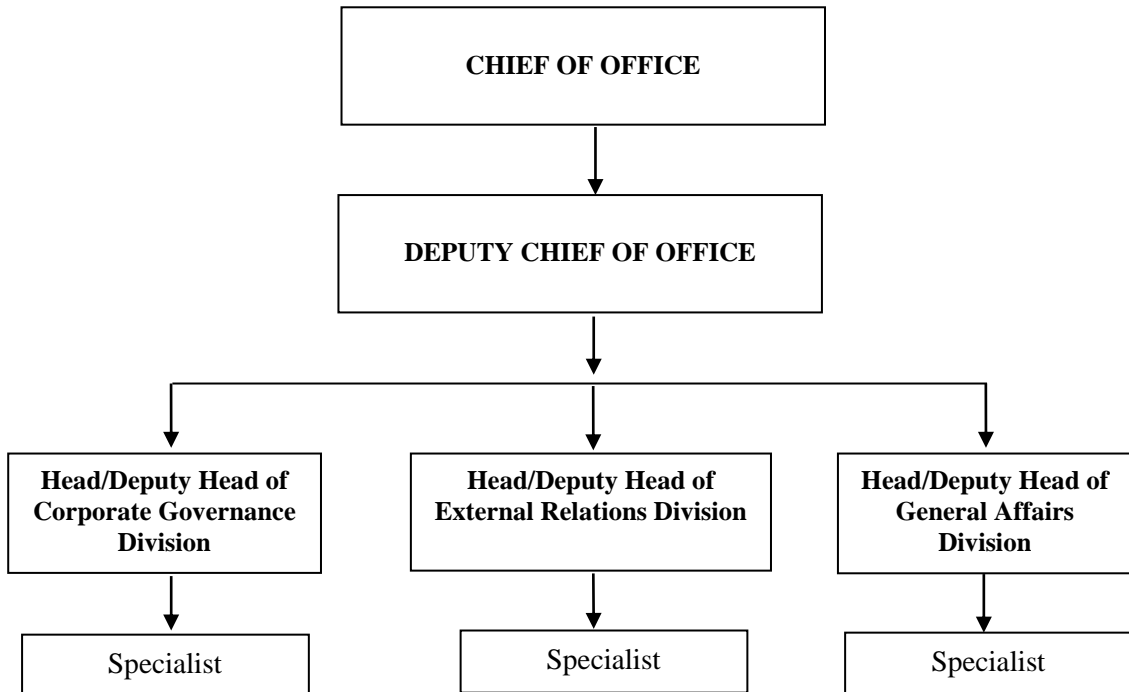 CHIEF OF OFFICE
DEPUTY CHIEF OF OFFICE
Head/Deputy Head of
Corporate Governance
Division
Head/Deputy Head of
External Relations Division
Head/Deputy Head of
General Affairs
Division
Specialist
Specialist
Specialist